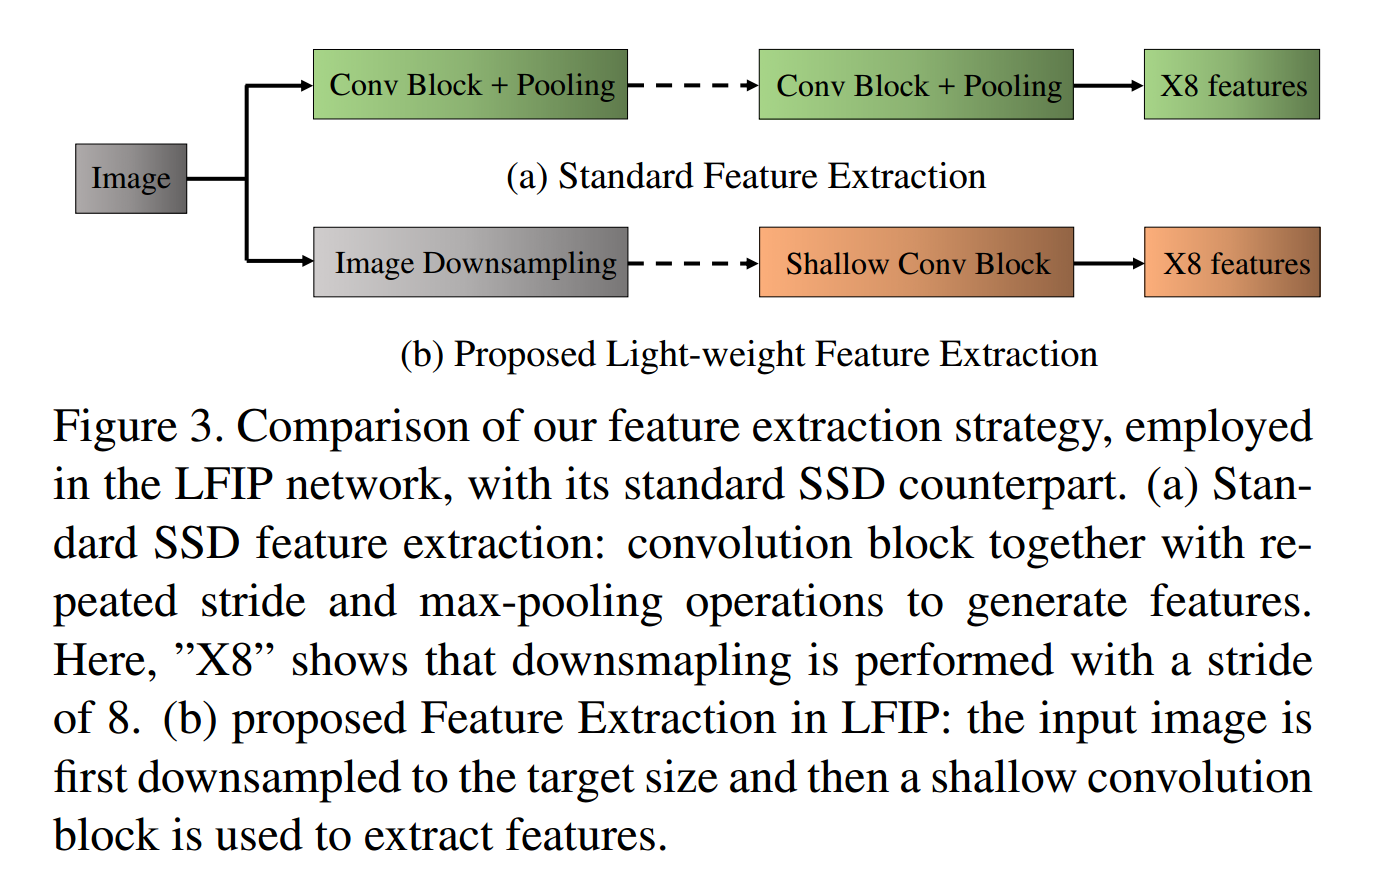 Conv Block + Pooling
Conv Block + Pooling
X8 features
Image
(a) Standard Feature Extraction
Image Downsampling
Shallow Conv Block
X8 features
(b) Proposed Light-weight Feature Extraction
Figure 3. Comparison of our feature extraction strategy, employed
in the LFIP network, with its standard SSD counterpart. (a) Stan-
dard SSD feature extraction: convolution block together with re-
peated stride and max-pooling operations to generate features.
Here, ”X8” shows that downsmapling is performed with a stride
of 8. (b) proposed Feature Extraction in LFIP: the input image is
first downsampled to the target size and then a shallow convolution
block is used to extract features.